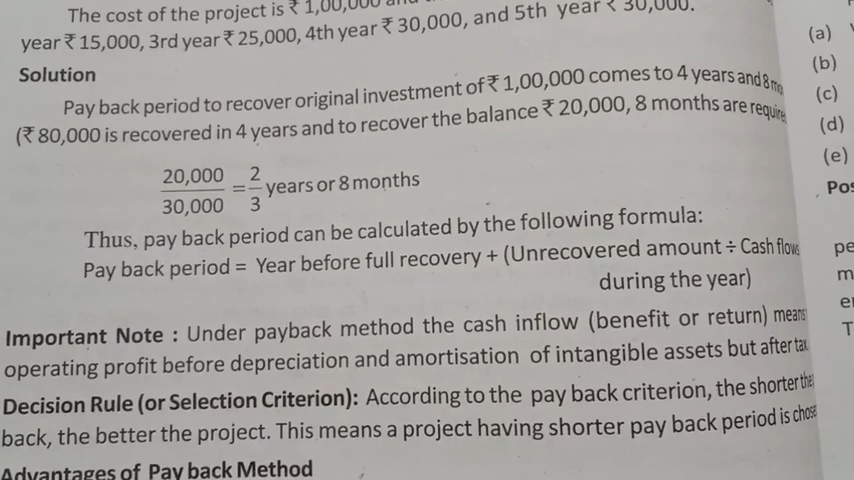 The cost of the project is ₹ 1,00,000 and
year ₹ 15,000, 3rd year ₹ 25,000, 4th year ₹ 30,000, and 5th year ₹ 30,000.
Solution
Pay back period to recover original investment of ₹ 1,00,000 comes to 4 years and 8 mo
(₹ 80,000 is recovered in 4 years and to recover the balance ₹ 20,000, 8 months are require
20,000/30,000 = 2/3 years or 8 months
Thus, pay back period can be calculated by the following formula:
Pay back period = Year before full recovery + (Unrecovered amount ÷ Cash flows
during the year)
Important Note : Under payback method the cash inflow (benefit or return) means
operating profit before depreciation and amortisation of intangible assets but after tax
Decision Rule (or Selection Criterion): According to the pay back criterion, the shorter the
back, the better the project. This means a project having shorter pay back period is chose
Advantages of Pay back Method
(a)
(b)
(c)
(d)
(e)
Pos
pe
m
er
T